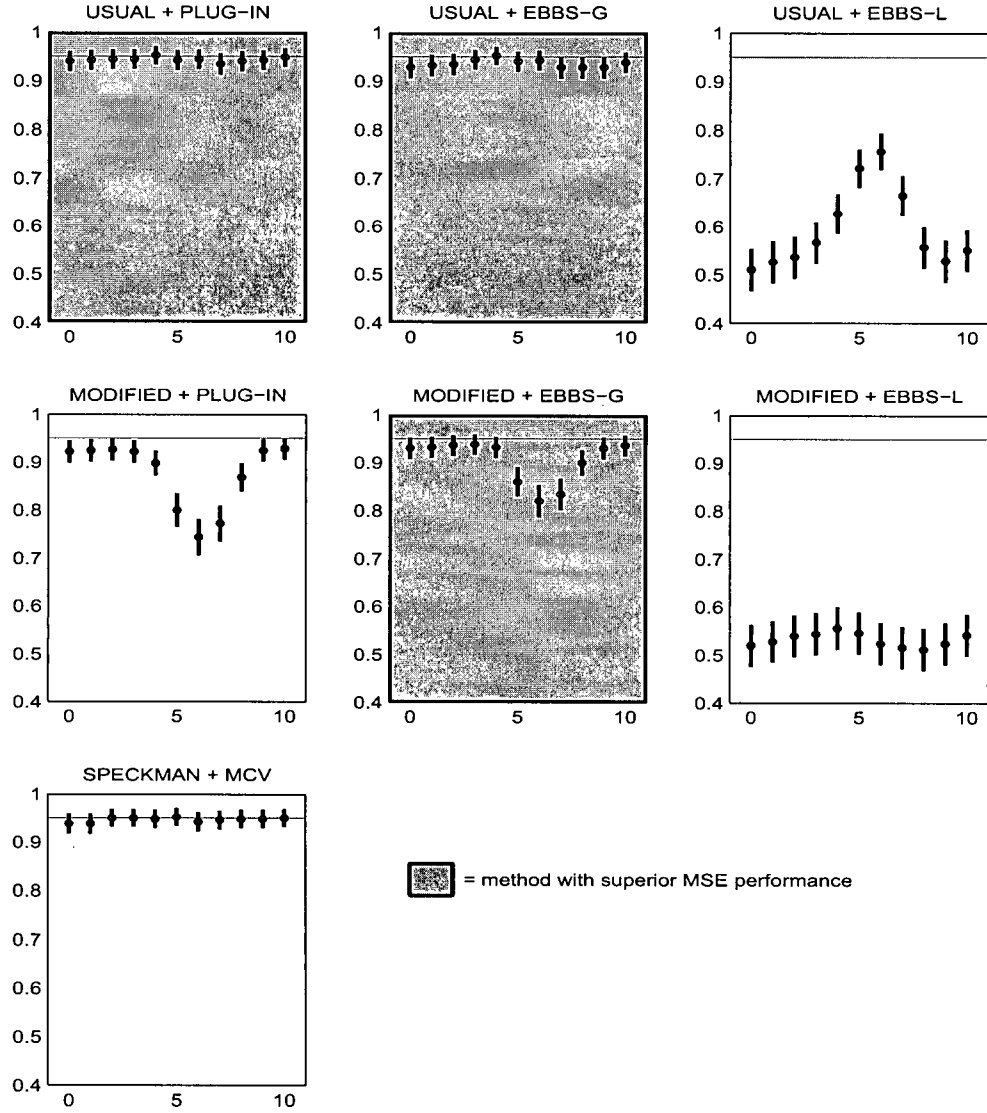 USUAL + PLUG-IN USUAL + EBBS-G USUAL + EBBS-L
1 1 1
0.9 0.9 0.9
0.8 0.8 0.8
0.7 0.7 0.7
0.6 0.6 0.6
0.5 0.5 0.5
0.4 0.4 0.4
0 5 10 0 5 10 0 5 10
MODIFIED + PLUG-IN MODIFIED + EBBS-G MODIFIED + EBBS-L
1 1 1
0.9 0.9 0.9
0.8 0.8 0.8
0.7 0.7 0.7
0.6 0.6 0.6
0.5 0.5 0.5
0.4 0.4 0.4
0 5 10 0 5 10 0 5 10
SPECKMAN + MCV
1
0.9
0.8
0.7
0.6
0.5
0.4
0 5 10
= method with superior MSE performance